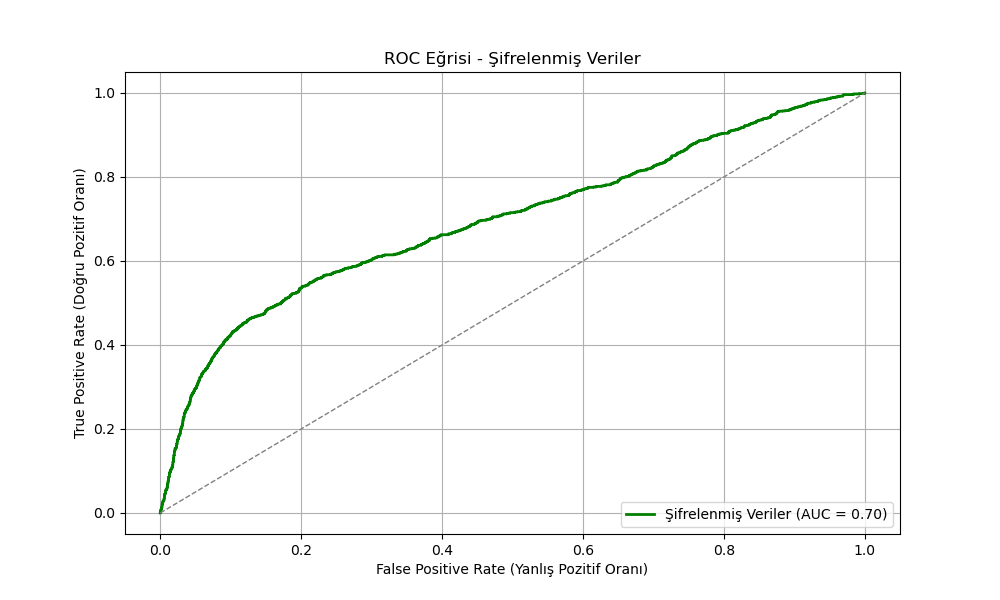 ROC Eğrisi - Şifrelenmiş Veriler
True Positive Rate (Doğru Pozitif Oranı)
1.0
0.8
0.6
0.4
0.2
0.0
Şifrelenmiş Veriler (AUC = 0.70)
0.0 0.2 0.4 0.6 0.8 1.0
False Positive Rate (Yanlış Pozitif Oranı)